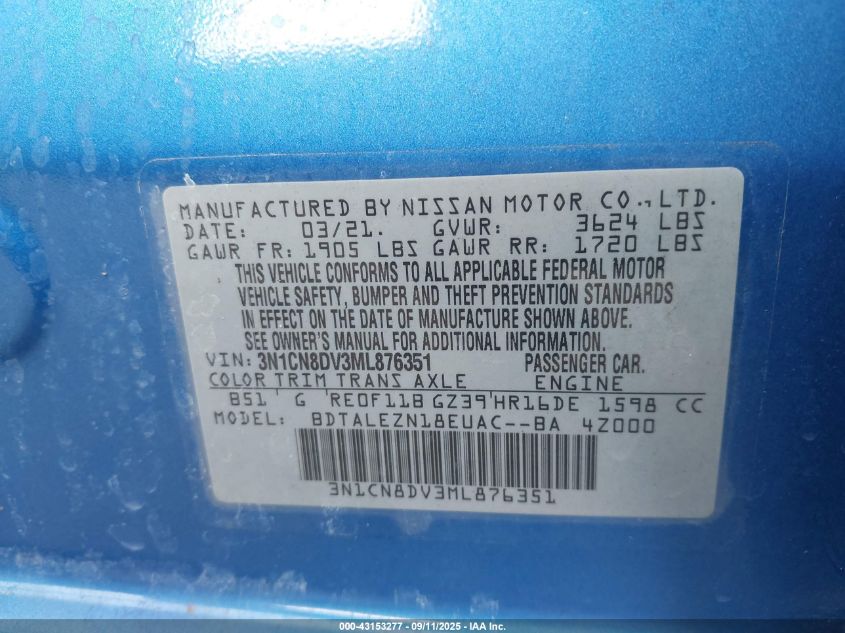 MANUFACTURED BY NISSAN MOTOR CO., LTD.
DATE: 03/21. GVWR: 3624 LBS
GAWR FR: 1905 LBS GAWR RR: 1720 LBS
THIS VEHICLE CONFORMS TO ALL APPLICABLE FEDERAL MOTOR
VEHICLE SAFETY, BUMPER AND THEFT PREVENTION STANDARDS
IN EFFECT ON THE DATE OF MANUFACTURE SHOWN ABOVE.
SEE OWNER'S MANUAL FOR ADDITIONAL INFORMATION.
VIN: 3N1CN8DV3ML876351 PASSENGER CAR.
COLOR TRIM TRANS AXLE ENGINE
B51 G RE0F11B GZ39 HR16DE 1598 CC
MODEL: BDTALEZN18EUAC--BA 4Z000
3N1CN8DV3ML876351
000-43153277 - 09/11/2025 - IAA Inc.